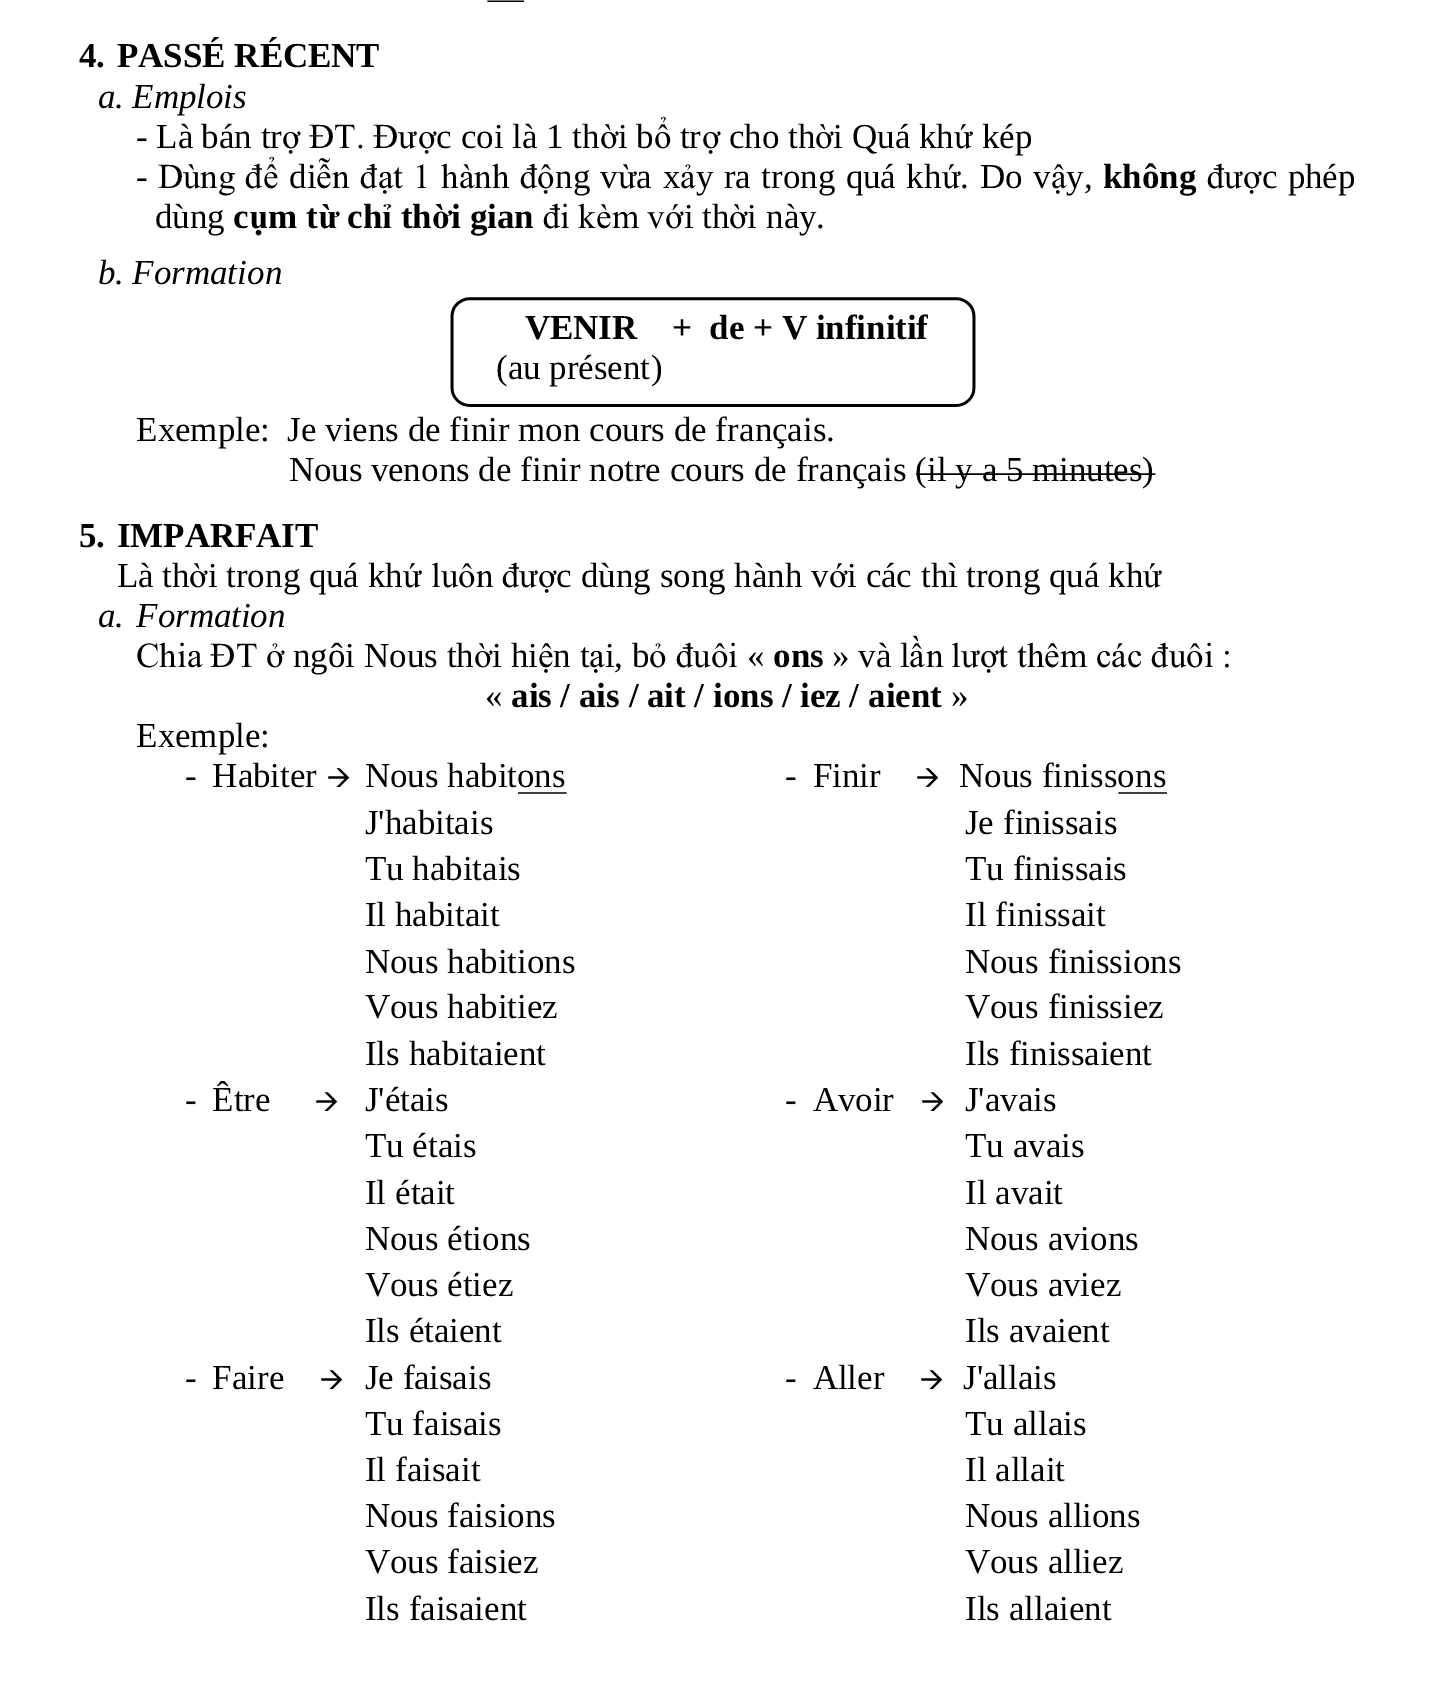 4. PASSÉ RÉCENT
a. Emplois
- Là bán trợ ĐT. Được coi là 1 thời bổ trợ cho thời Quá khứ kép
- Dùng để diễn đạt 1 hành động vừa xảy ra trong quá khứ. Do vậy, không được phép
dùng cụm từ chỉ thời gian đi kèm với thời này.
b. Formation
VENIR + de + V infinitif
(au présent)
Exemple: Je viens de finir mon cours de français.
Nous venons de finir notre cours de français (il y a 5 minutes)
5. IMPARFAIT
Là thời trong quá khứ luôn được dùng song hành với các thì trong quá khứ
a. Formation
Chia ĐT ở ngôi Nous thời hiện tại, bỏ đuôi « ons » và lần lượt thêm các đuôi :
« ais / ais / ait / ions / iez / aient »
Exemple:
- Habiter → Nous habitons - Finir → Nous finissons
J'habitais Je finissais
Tu habitais Tu finissais
Il habitait Il finissait
Nous habitions Nous finissions
Vous habitiez Vous finissiez
Ils habitaient Ils finissaient
- Être → J'étais - Avoir → J'avais
Tu étais Tu avais
Il était Il avait
Nous étions Nous avions
Vous étiez Vous aviez
Ils étaient Ils avaient
- Faire → Je faisais - Aller → J'allais
Tu faisais Tu allais
Il faisait Il allait
Nous faisions Nous allions
Vous faisiez Vous alliez
Ils faisaient Ils allaient